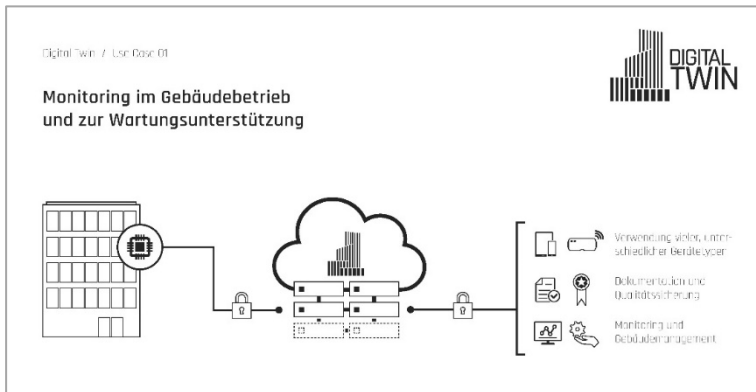 Digital Twin / Use Case 01
DIGITAL
TWIN
Monitoring im Gebäudebetrieb
und zur Wartungsunterstützung
Verwendung vieler, unter-
schiedlicher Gerätetypen
Dokumentation und
Qualitätssicherung
Monitoring und
Gebäudemanagement